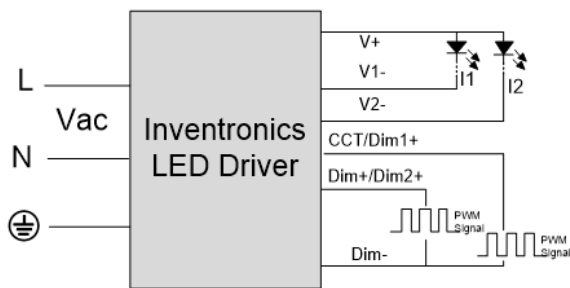 L
Vac
N
Inventronics
LED Driver
V+
V1-
V2-
I1
I2
CCT/Dim1+
Dim+/Dim2+
PWM
Signal
PWM
Signal
Dim-